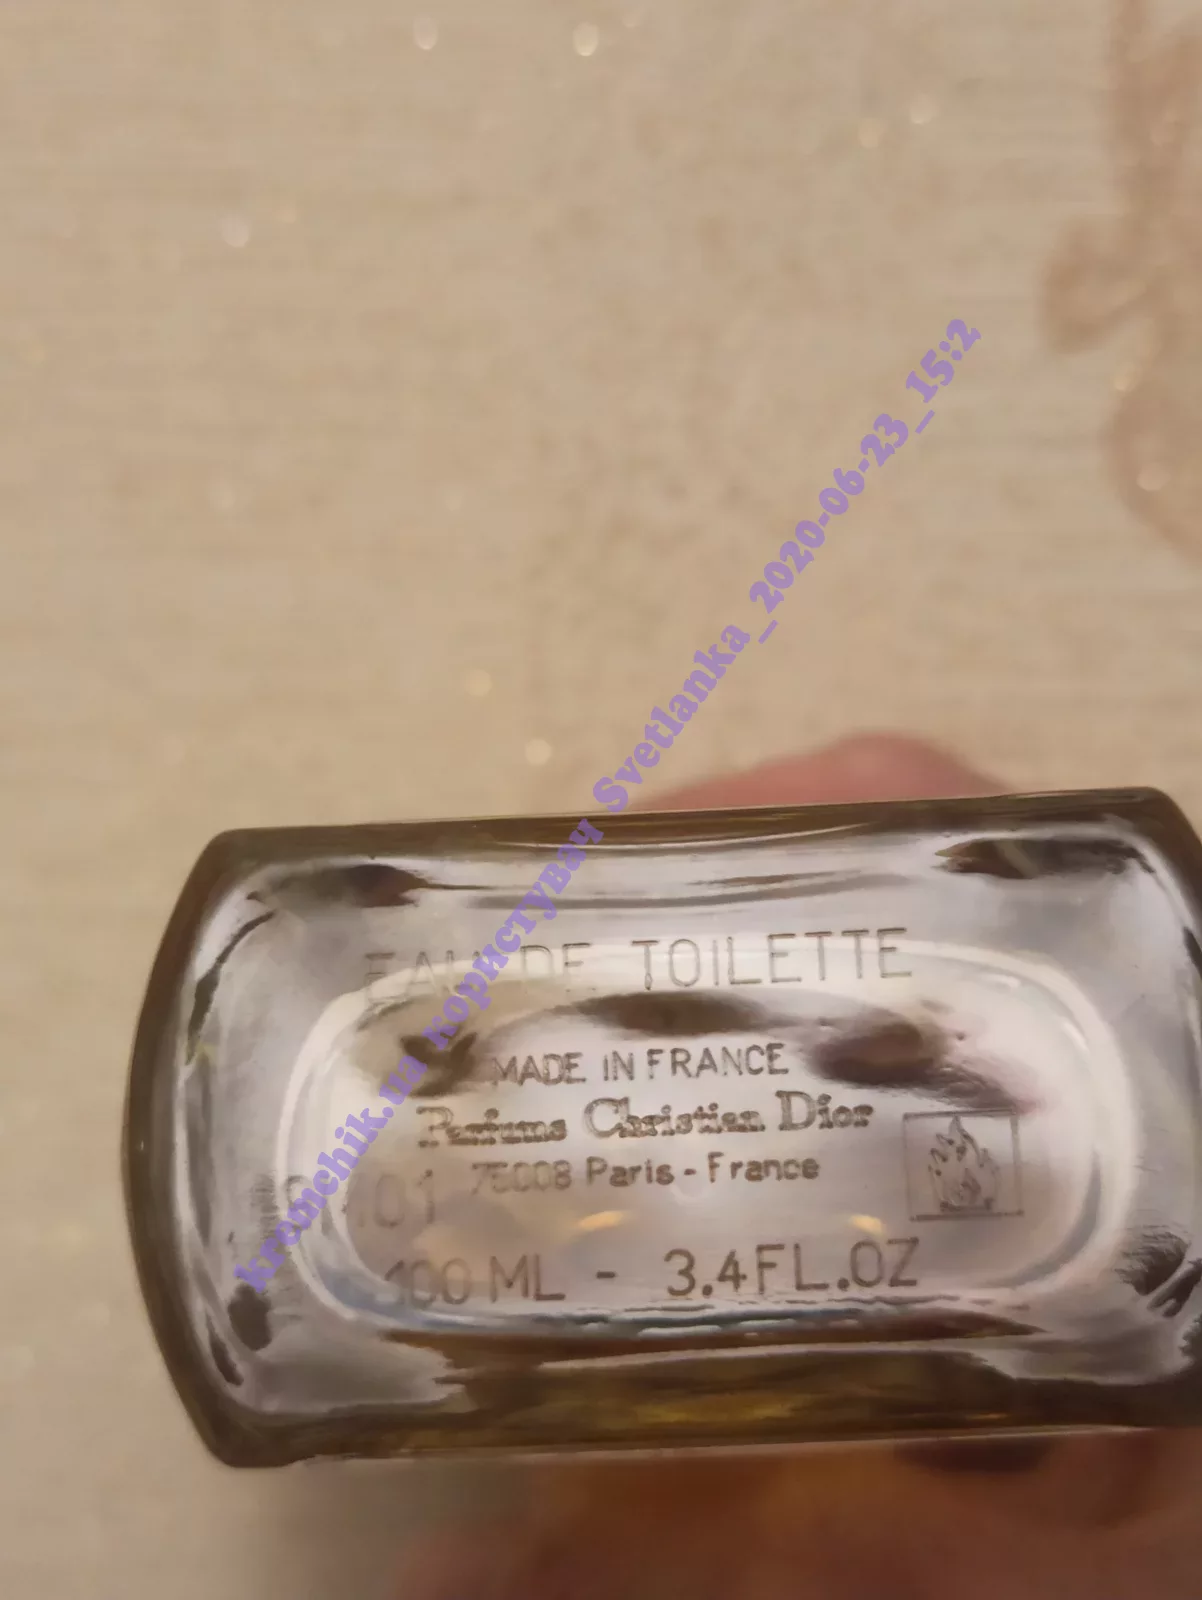 kromchik.ua користувач Svetlanka_2020-06-23_15:2
EAU DE TOILETTE
MADE IN FRANCE
Parfums Christian Dior
75008 Paris - France
100 ML - 3.4FL.OZ